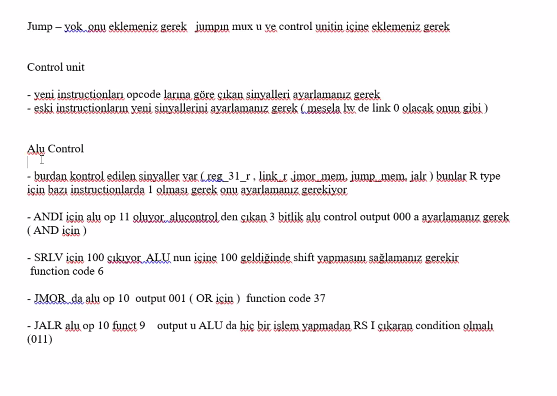 Jump – yok onu eklemeniz gerek jumpın mux u ve control unitin içine eklemeniz gerek
Control unit
- yeni instructionları opcode larına göre çıkan sinyalleri ayarlamanız gerek
- eski instructionların yeni sinyallerini ayarlamanız gerek ( mesela lw de link 0 olacak onun gibi )
Alu Control
- burdan kontrol edilen sinyaller var ( reg_31_r , link_r ,jmor_mem, jump_mem, jalr ) bunlar R type
için bazı instructionlarda 1 olması gerek onu ayarlamanız gerekiyor
- ANDI için alu op 11 oluyor alucontrol den çıkan 3 bitlik alu control output 000 a ayarlamanız gerek
( AND için )
- SRLV için 100 çıkıyor ALU nun içine 100 geldiğinde shift yapmasını sağlamanız gerekir
function code 6
- JMOR da alu op 10 output 001 ( OR için ) function code 37
- JALR alu op 10 funct 9 output u ALU da hiç bir işlem yapmadan RS I çıkaran condition olmalı
(011)